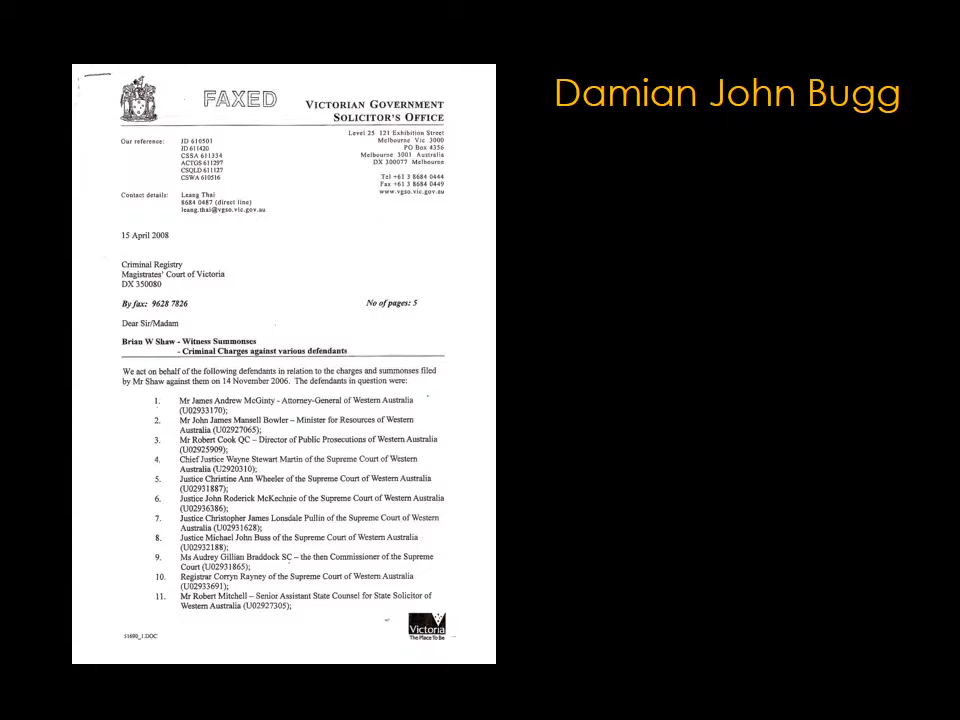 Damian John Bugg
FAXED
VICTORIAN GOVERNMENT
SOLICITOR'S OFFICE
Level 25 121 Exhibition Street
Melbourne Vic 3000
PO Box 4356
Melbourne 3001 Australia
DX 300077 Melbourne
Tel +61 3 8684 0444
Fax +61 3 8684 0449
www.vgso.vic.gov.au
Our reference: JD 610501
JD 611420
CSSA 611334
ACTGS 611297
CSQLD 611127
CSWA 610516
Contact details: Leang Thai
8684 0487 (direct line)
leang.thai@vgso.vic.gov.au
15 April 2008
Criminal Registry
Magistrates' Court of Victoria
DX 350080
By fax: 9628 7826 No of pages: 5
Dear Sir/Madam
Brian W Shaw - Witness Summonses
- Criminal Charges against various defendants
We act on behalf of the following defendants in relation to the charges and summonses filed
by Mr Shaw against them on 14 November 2006. The defendants in question were:
1. Mr James Andrew McGinty - Attorney-General of Western Australia
(U02933170);
2. Mr John James Mansell Bowler – Minister for Resources of Western
Australia (U02927065);
3. Mr Robert Cook QC – Director of Public Prosecutions of Western Australia
(U02925909);
4. Chief Justice Wayne Stewart Martin of the Supreme Court of Western
Australia (U2920310);
5. Justice Christine Ann Wheeler of the Supreme Court of Western Australia
(U02931887);
6. Justice John Roderick McKechnie of the Supreme Court of Western Australia
(U02936386);
7. Justice Christopher James Lonsdale Pullin of the Supreme Court of Western
Australia (U02931628);
8. Justice Michael John Buss of the Supreme Court of Western Australia
(U02932188);
9. Ms Audrey Gillian Braddock SC – the then Commissioner of the Supreme
Court (U02931865);
10. Registrar Corryn Rayney of the Supreme Court of Western Australia
(U02933691);
11. Mr Robert Mitchell – Senior Assistant State Counsel for State Solicitor of
Western Australia (U02927305);
51690_1.DOC
Victoria
The Place To Be